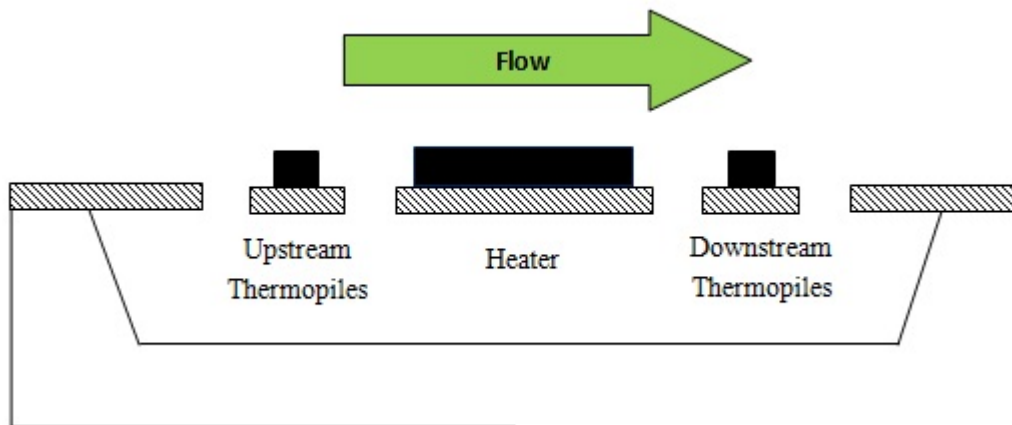 Flow
Upstream
Thermopiles
Heater
Downstream
Thermopiles